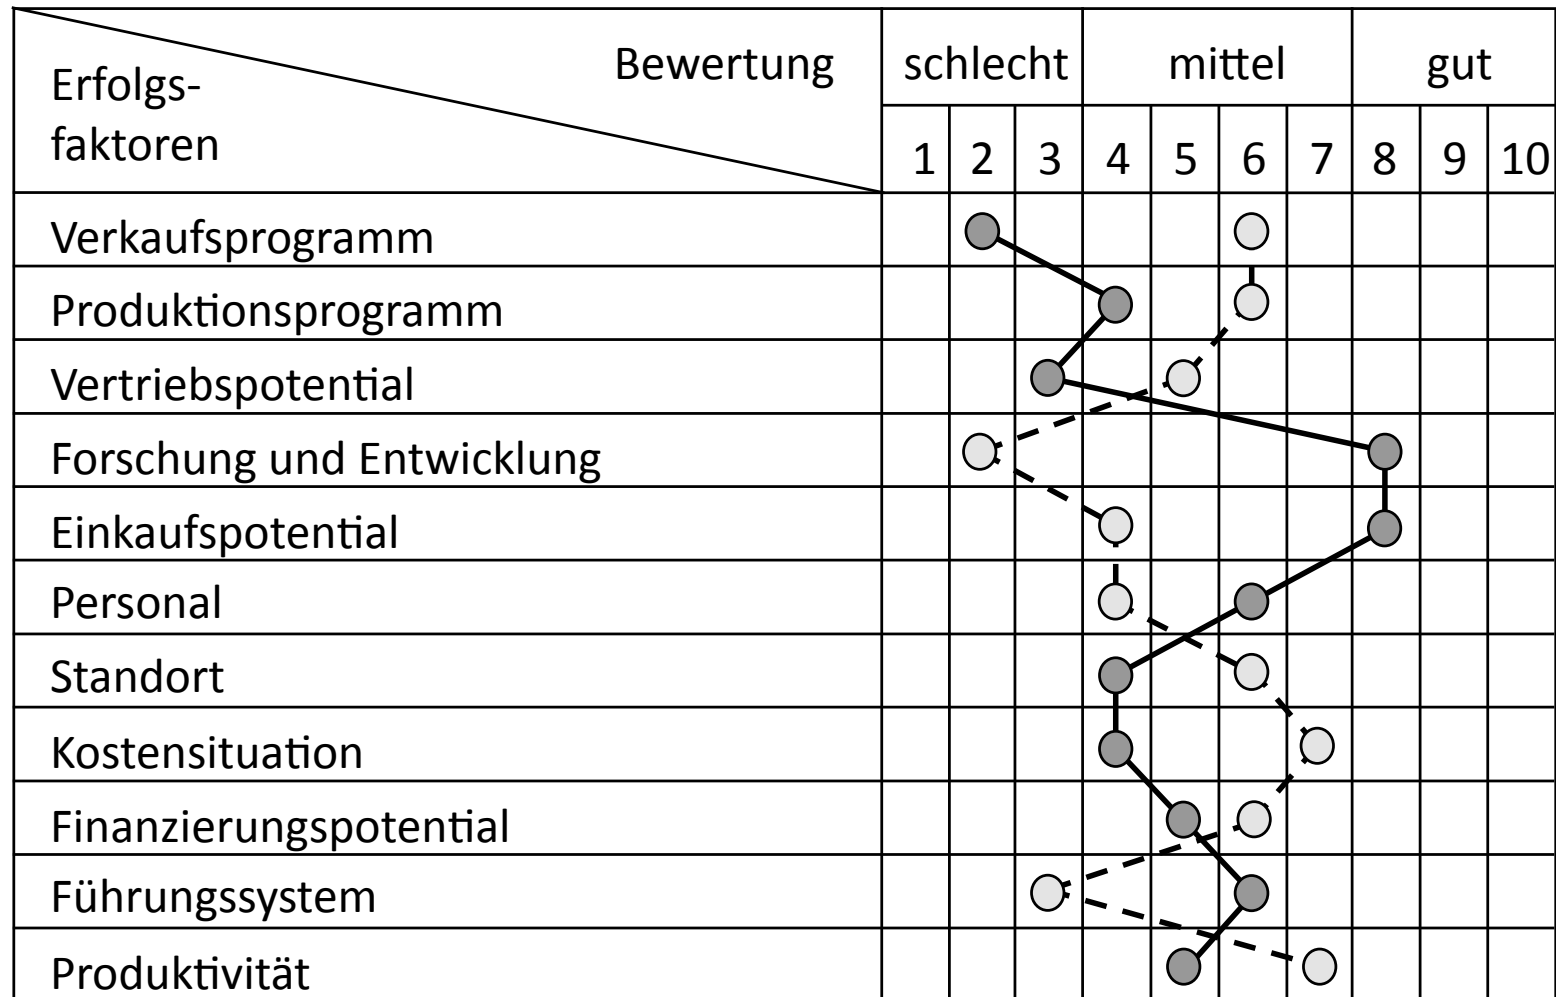 Bewertung
schlecht
mittel
gut
Erfolgs-
faktoren
1 2 3 4 5 6 7 8 9 10
Verkaufsprogramm
Produktionsprogramm
Vertriebspotential
Forschung und Entwicklung
Einkaufspotential
Personal
Standort
Kostensituation
Finanzierungspotential
Führungssystem
Produktivität